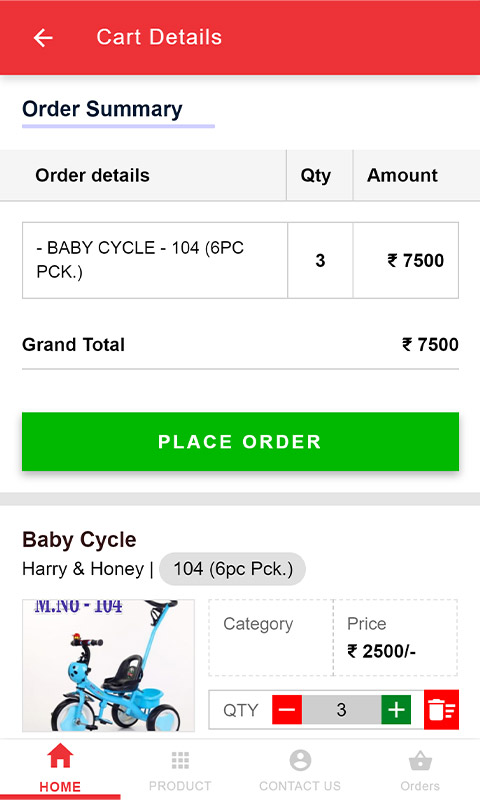 Cart Details
Order Summary
Order details Qty Amount
- BABY CYCLE - 104 (6PC 3 ₹ 7500
PCK.)
Grand Total ₹ 7500
PLACE ORDER
Baby Cycle
Harry & Honey | 104 (6pc Pck.)
M.NO - 104
Category Price
₹ 2500/-
QTY 3
HOME PRODUCT CONTACT US Orders